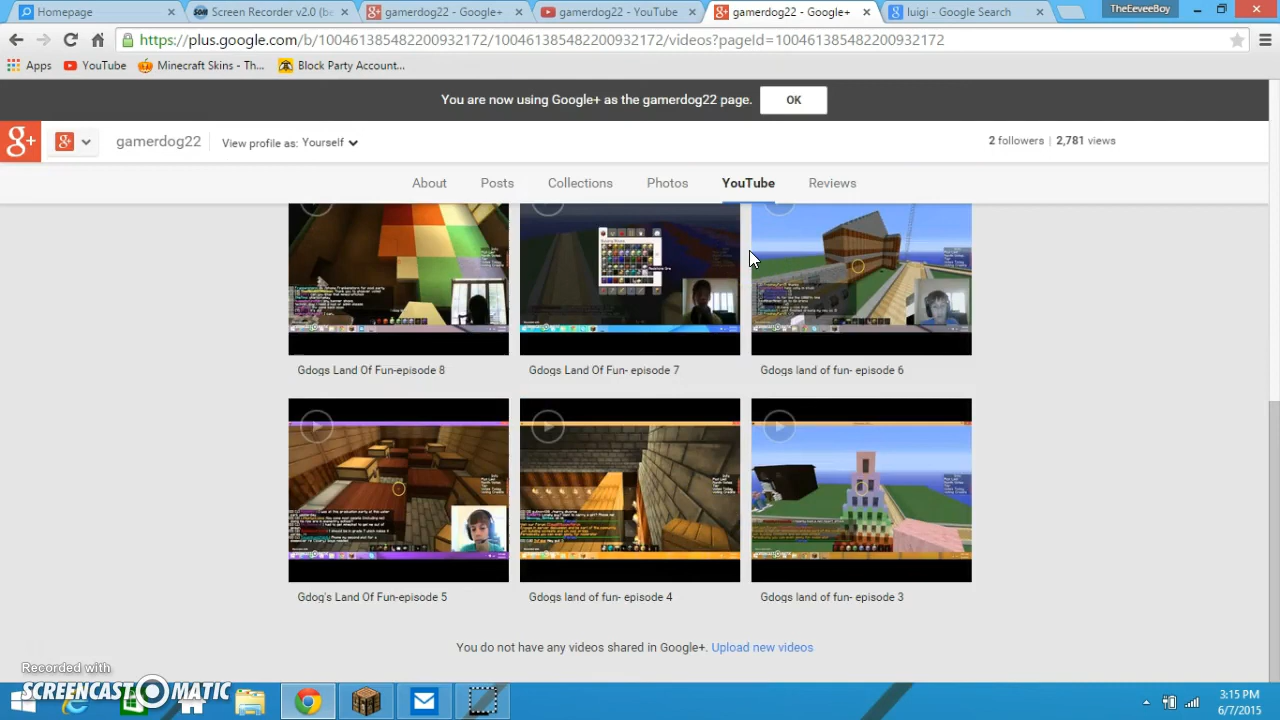 Homepage
Screen Recorder v2.0 (be
gamerdog22 - Google+
gamerdog22 - YouTube
gamerdog22 - Google+
luigi - Google Search
TheEeveeBoy
https://plus.google.com/b/100461385482200932172/100461385482200932172/videos?pageId=100461385482200932172
Apps
YouTube
Minecraft Skins - Th...
Block Party Account...
You are now using Google+ as the gamerdog22 page.
OK
g+
gamerdog22
View profile as: Yourself
2 followers | 2,781 views
About
Posts
Collections
Photos
YouTube
Reviews
Gdogs Land Of Fun-episode 8
Gdogs Land Of Fun- episode 7
Gdogs land of fun- episode 6
Gdog's Land Of Fun-episode 5
Gdogs land of fun- episode 4
Gdogs land of fun- episode 3
You do not have any videos shared in Google+. Upload new videos
Recorded with
SCREENCAST MATIC
3:15 PM
6/7/2015